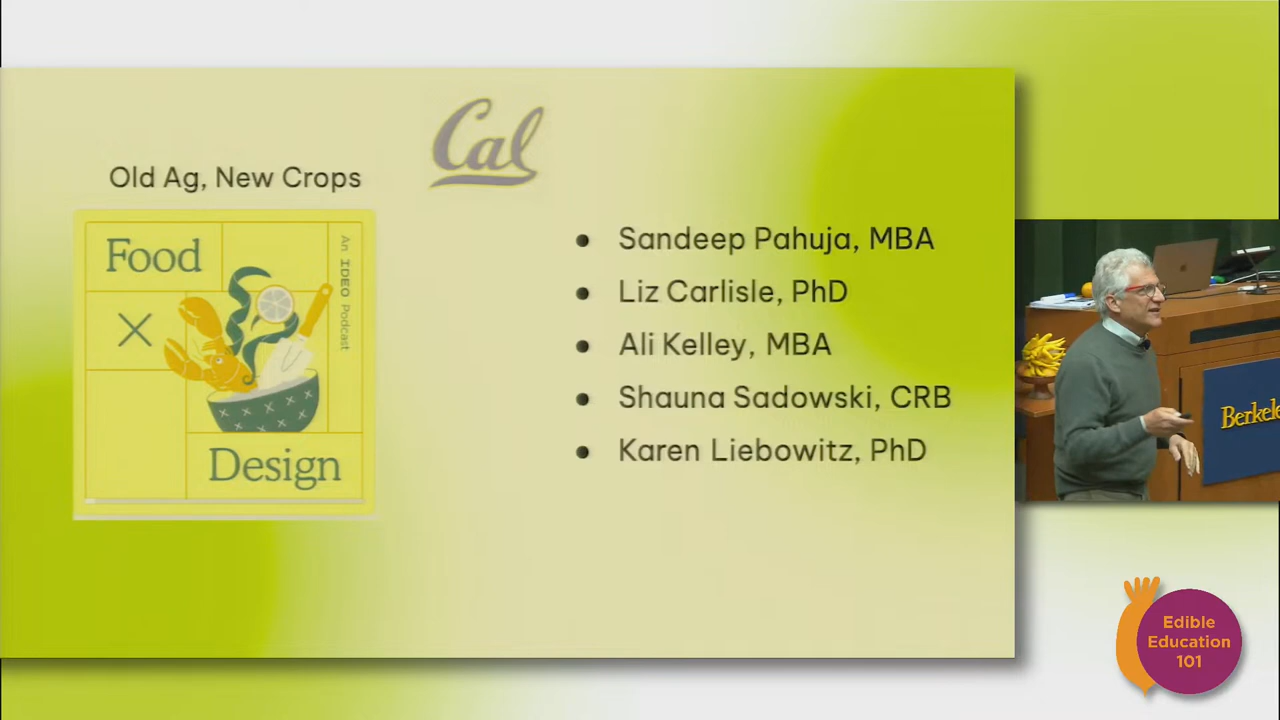 Cal
Old Ag, New Crops
Food
X
Design
An IDEO Podcast
• Sandeep Pahuja, MBA
• Liz Carlisle, PhD
• Ali Kelley, MBA
• Shauna Sadowski, CRB
• Karen Liebowitz, PhD
Berkele
Edible
Education
101